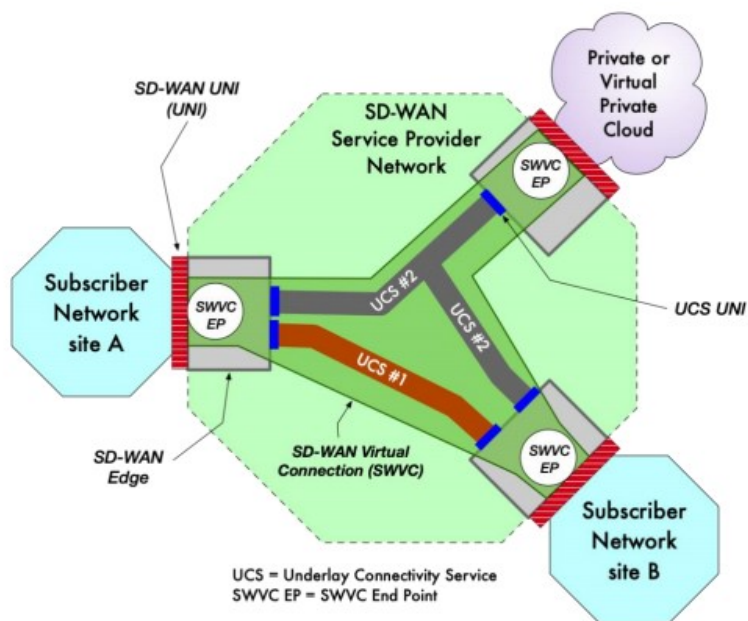 SD-WAN UNI
(UNI)
SD-WAN
Service Provider
Network
Private or
Virtual
Private
Cloud
SWVC
EP
Subscriber
Network
site A
SWVC
EP
UCS #2
UCS #2
UCS UNI
UCS #1
SD-WAN
Edge
SD-WAN Virtual
Connection (SWVC)
SWVC
EP
Subscriber
Network
site B
UCS = Underlay Connectivity Service
SWVC EP = SWVC End Point